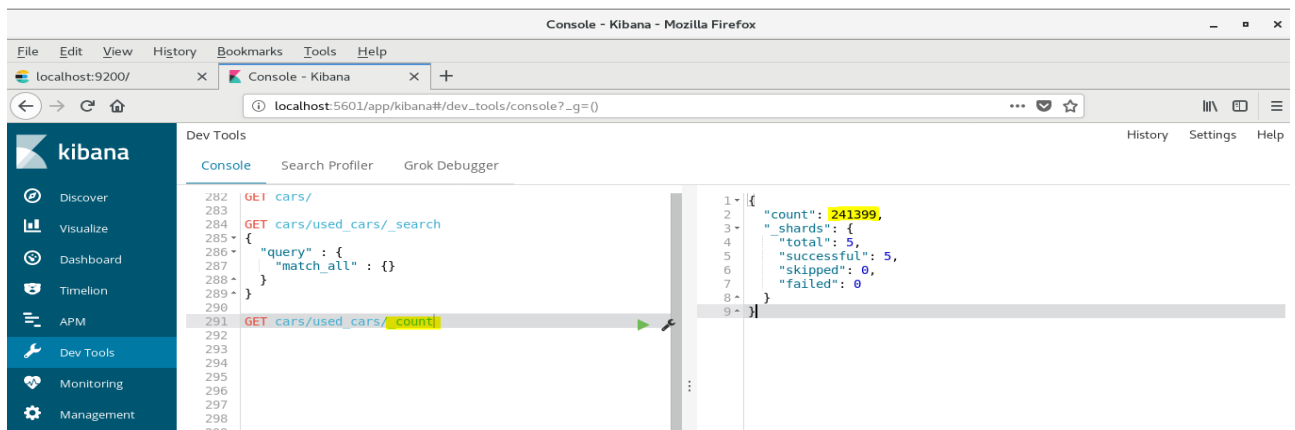 Console - Kibana - Mozilla Firefox
File Edit View History Bookmarks Tools Help
localhost:9200/ Console - Kibana
localhost:5601/app/kibana#/dev_tools/console?_g=()
kibana
Discover
Visualize
Dashboard
Timelion
APM
Dev Tools
Monitoring
Management
Dev Tools
History Settings Help
Console Search Profiler Grok Debugger
282 GET cars/
283
284 GET cars/used_cars/_search
285 {
286 "query" : {
287 "match_all" : {}
288 }
289 }
290
291 GET cars/used_cars/_count
292
293
294
295
296
297
298
1 {
2 "count": 241399,
3 "_shards": {
4 "total": 5,
5 "successful": 5,
6 "skipped": 0,
7 "failed": 0
8 }
9 }